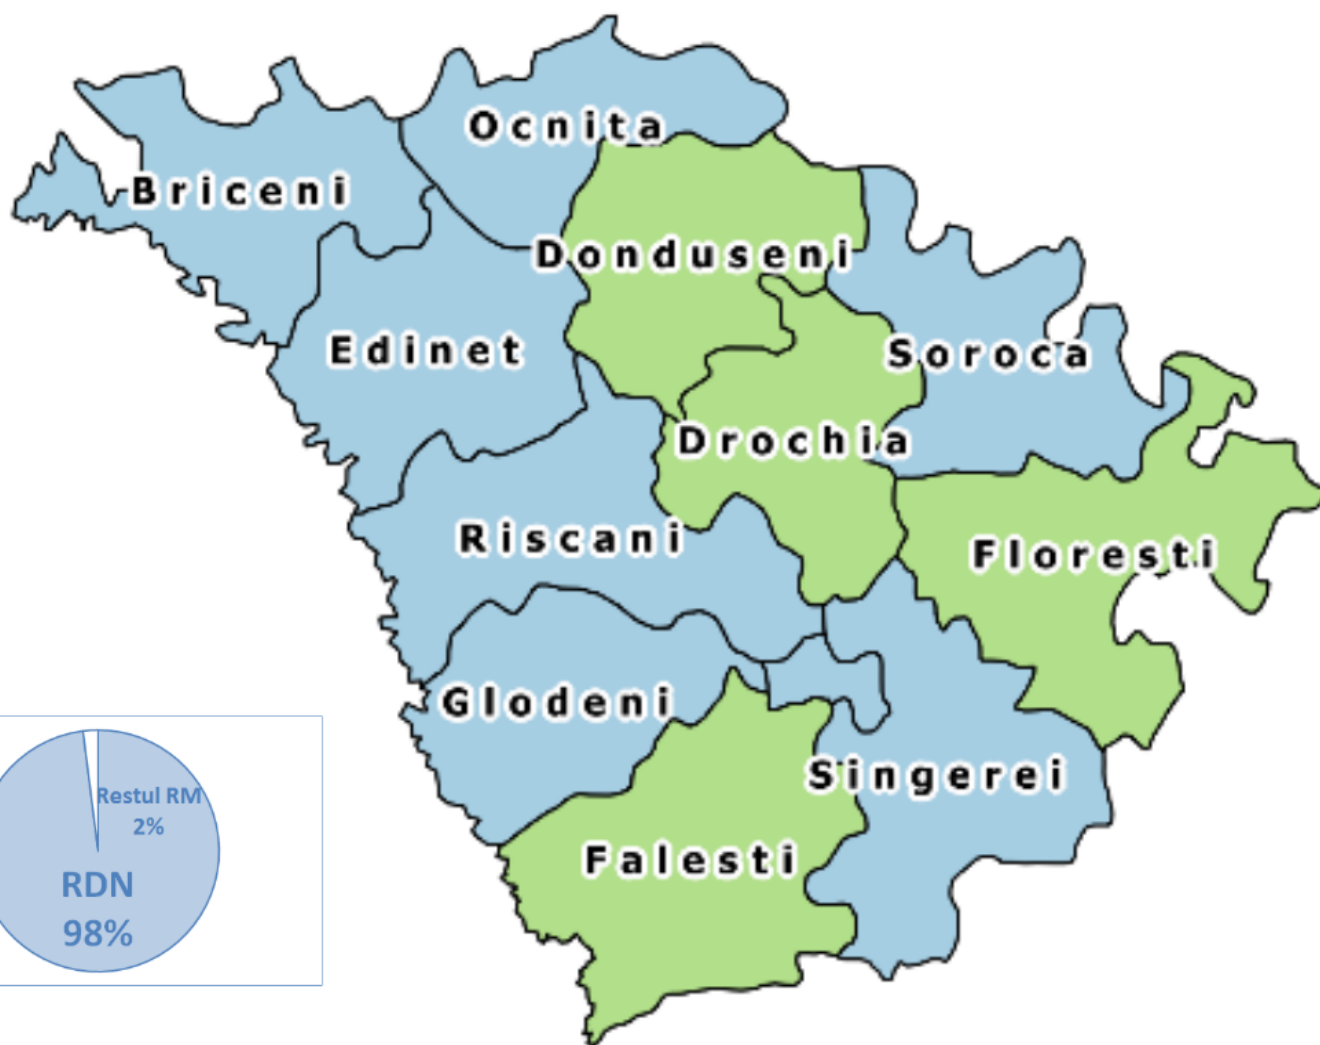 Ocnita
Briceni
Donduseni
Edinet
Soroca
Drochia
Riscani
Floresti
Glodeni
Singerei
Falesti
Restul RM
2%
RDN
98%